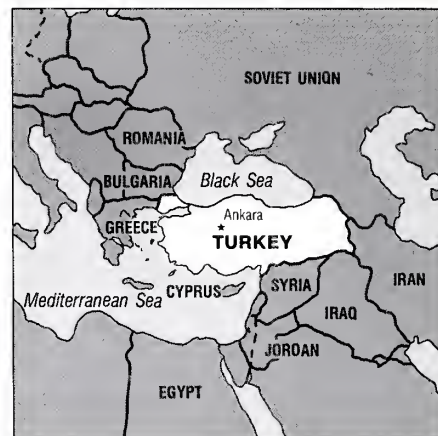 SOVIET UNION
ROMANIA
BULGARIA
Black Sea
GREECE
Ankara
TURKEY
Mediterranean Sea
CYPRUS
SYRIA
IRAN
IRAQ
JORDAN
EGYPT